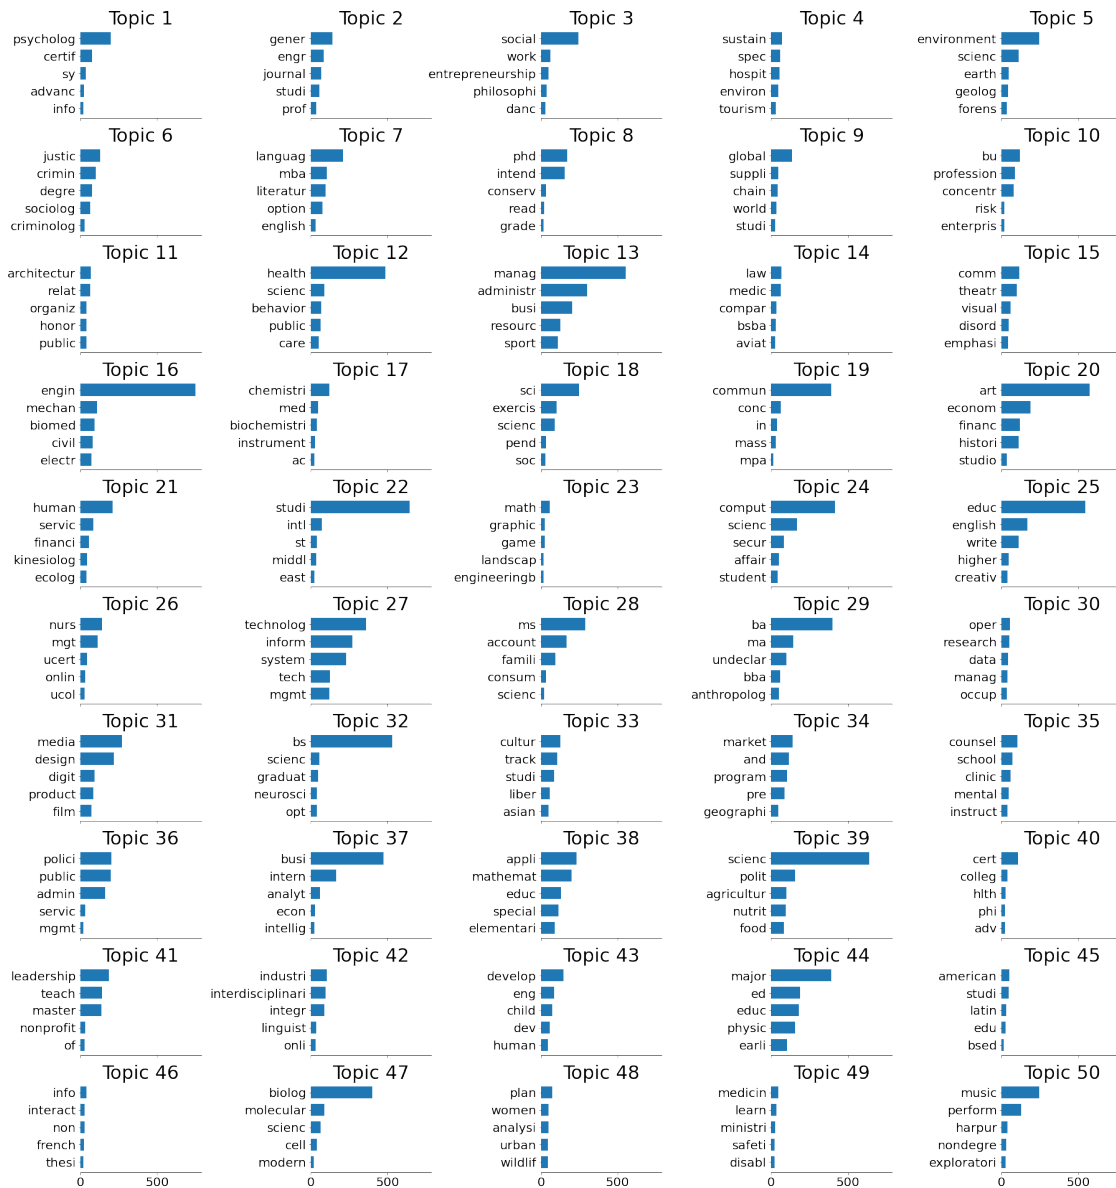 Topic 1
psycholog
certif
sy
advanc
info
Topic 2
gener
engr
journal
studi
prof
Topic 3
social
work
entrepreneurship
philosophi
danc
Topic 4
sustain
spec
hospit
environ
tourism
Topic 5
environment
scienc
earth
geolog
forens
Topic 6
justic
crimin
degre
sociolog
criminolog
Topic 7
languag
mba
literatur
option
english
Topic 8
phd
intend
conserv
read
grade
Topic 9
global
suppli
chain
world
studi
Topic 10
bu
profession
concentr
risk
enterpris
Topic 11
architectur
relat
organiz
honor
public
Topic 12
health
scienc
behavior
public
care
Topic 13
manag
administr
busi
resourc
sport
Topic 14
law
medic
compar
bsba
aviat
Topic 15
comm
theatr
visual
disord
emphasi
Topic 16
engin
mechan
biomed
civil
electr
Topic 17
chemistri
med
biochemistri
instrument
ac
Topic 18
sci
exercis
scienc
pend
soc
Topic 19
commun
conc
in
mass
mpa
Topic 20
art
econom
financ
histori
studio
Topic 21
human
servic
financi
kinesiolog
ecolog
Topic 22
studi
intl
st
middl
east
Topic 23
math
graphic
game
landscap
engineeringb
Topic 24
comput
scienc
secur
affair
student
Topic 25
educ
english
write
higher
creativ
Topic 26
nurs
mgt
ucert
onlin
ucol
Topic 27
technolog
inform
system
tech
mgmt
Topic 28
ms
account
famili
consum
scienc
Topic 29
ba
ma
undeclar
bba
anthropolog
Topic 30
oper
research
data
manag
occup
Topic 31
media
design
digit
product
film
Topic 32
bs
scienc
graduat
neurosci
opt
Topic 33
cultur
track
studi
liber
asian
Topic 34
market
and
program
pre
geographi
Topic 35
counsel
school
clinic
mental
instruct
Topic 36
polici
public
admin
servic
mgmt
Topic 37
busi
intern
analyt
econ
intellig
Topic 38
appli
mathemat
educ
special
elementari
Topic 39
scienc
polit
agricultur
nutrit
food
Topic 40
cert
colleg
hlth
phi
adv
Topic 41
leadership
teach
master
nonprofit
of
Topic 42
industri
interdisciplinari
integr
linguist
onli
Topic 43
develop
eng
child
dev
human
Topic 44
major
ed
educ
physic
earli
Topic 45
american
studi
latin
edu
bsed
Topic 46
info
interact
non
french
thesi
0 500
Topic 47
biolog
molecular
scienc
cell
modern
0 500
Topic 48
plan
women
analysi
urban
wildlif
0 500
Topic 49
medicin
learn
ministri
safeti
disabl
0 500
Topic 50
music
perform
harpur
nondegre
exploratori
0 500